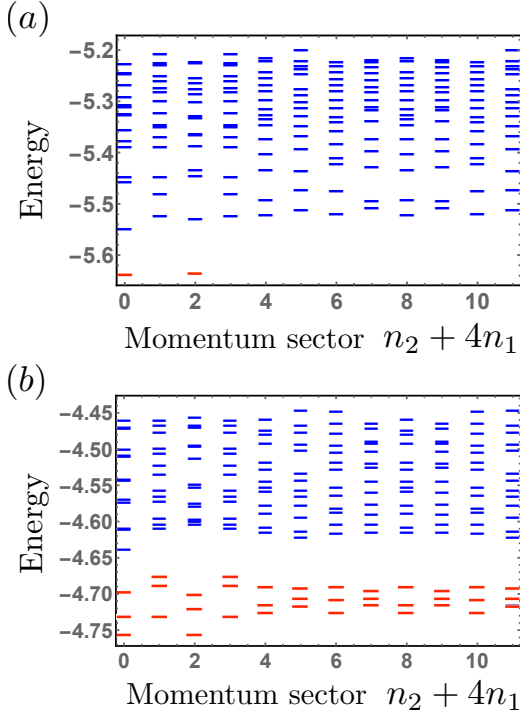 (a)
−5.2
−5.3
−5.4
−5.5
−5.6
Energy
0 2 4 6 8 10
Momentum sector n₂ + 4n₁
(b)
−4.45
−4.50
−4.55
−4.60
−4.65
−4.70
−4.75
Energy
0 2 4 6 8 10
Momentum sector n₂ + 4n₁